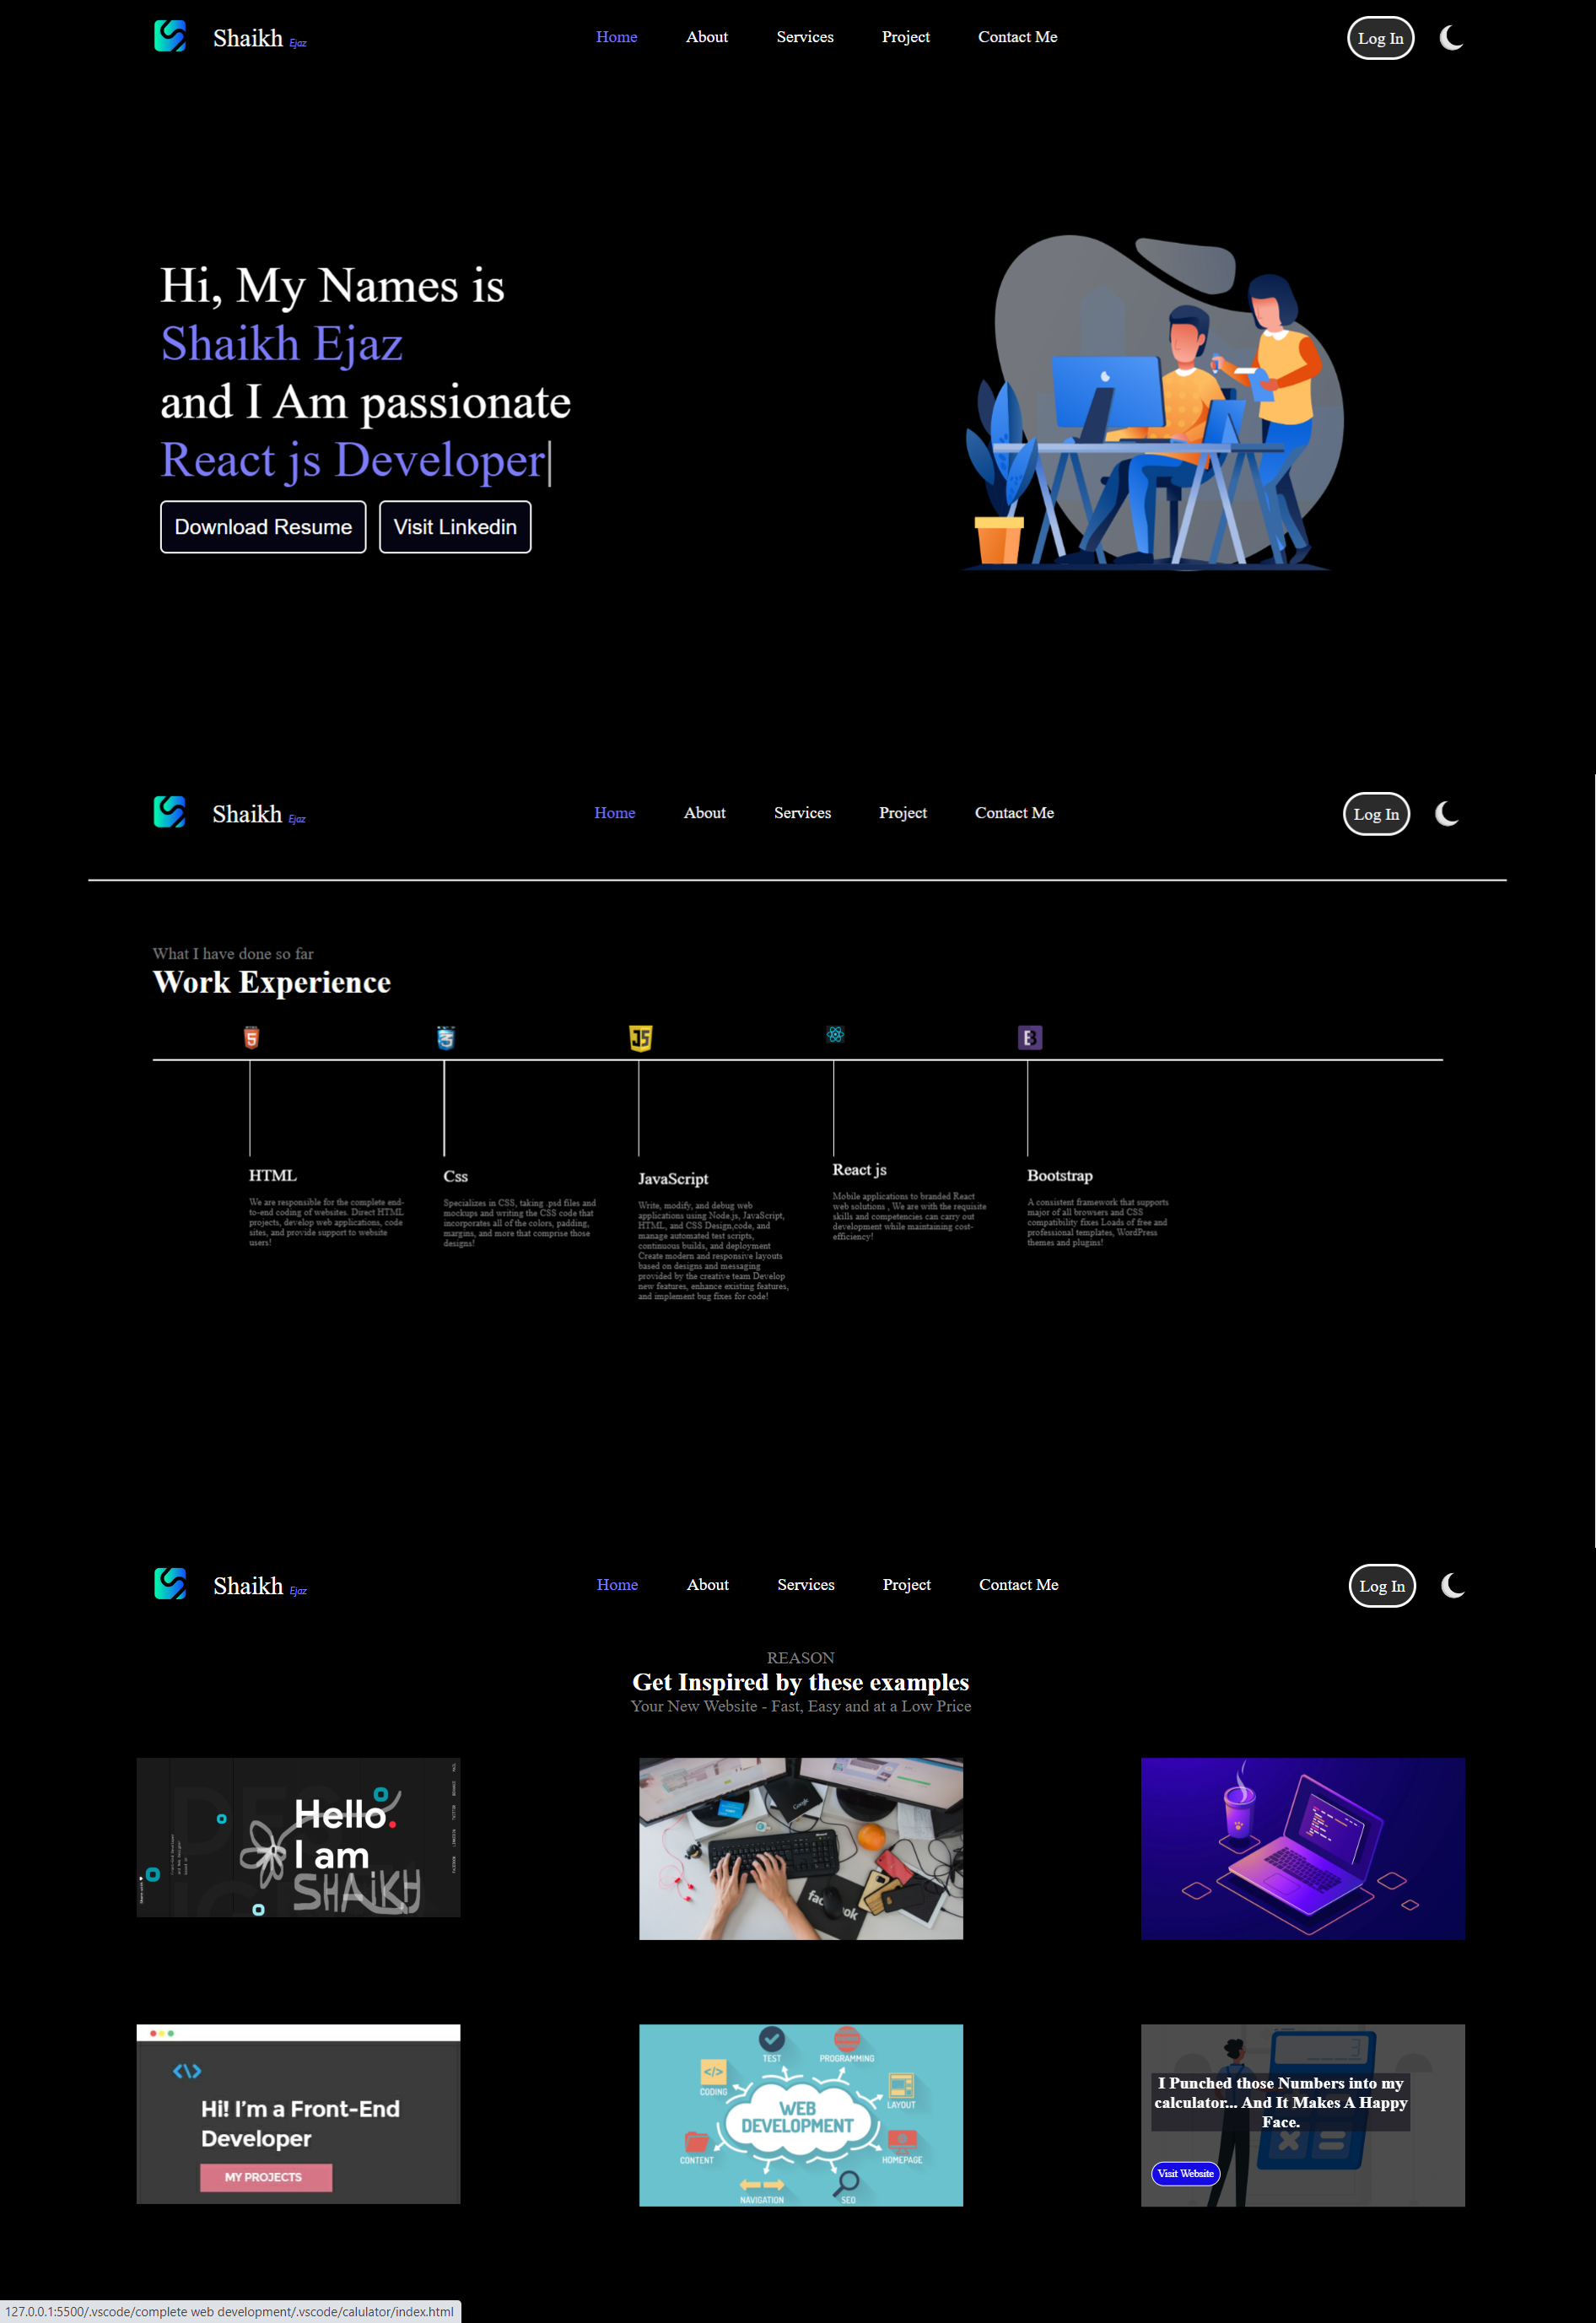 Shaikh Ejaz
Home About Services Project Contact Me
Log In
Hi, My Names is
Shaikh Ejaz
and I Am passionate
React js Developer|
Download Resume Visit Linkedin
Shaikh Ejaz
Home About Services Project Contact Me
Log In
What I have done so far
Work Experience
HTML
We are responsible for the complete end-
to-end coding of websites. Direct HTML
projects, develop web applications, code
sites, and provide support to website
users!
Css
Specializes in CSS, taking .psd files and
mockups and writing the CSS code that
incorporates all of the colors, padding,
margins, and more that comprise those
designs!
JavaScript
Write, modify, and debug web
applications using Node.js, JavaScript,
HTML, and CSS Design,code, and
manage automated test scripts,
continuous builds, and deployment
Create modern and responsive layouts
based on designs and messaging
provided by the creative team Develop
new features, enhance existing features,
and implement bug fixes for code!
React js
Mobile applications to branded React
web solutions , We are with the requisite
skills and competencies can carry out
development while maintaining cost-
efficiency!
Bootstrap
A consistent framework that supports
major of all browsers and CSS
compatibility fixes Loads of free and
professional templates, WordPress
themes and plugins!
Shaikh Ejaz
Home About Services Project Contact Me
Log In
REASON
Get Inspired by these examples
Your New Website - Fast, Easy and at a Low Price
Hello.
I am
SHAiKH
Google
facebook
Hi! I'm a Front-End
Developer
MY PROJECTS
TEST
PROGRAMMING
CODING
LAYOUT
WEB
DEVELOPMENT
CONTENT
HOMEPAGE
NAVIGATION
SEO
I Punched those Numbers into my
calculator... And It Makes A Happy
Face.
Visit Website
127.0.0.1:5500/.vscode/complete web development/.vscode/calulator/index.html